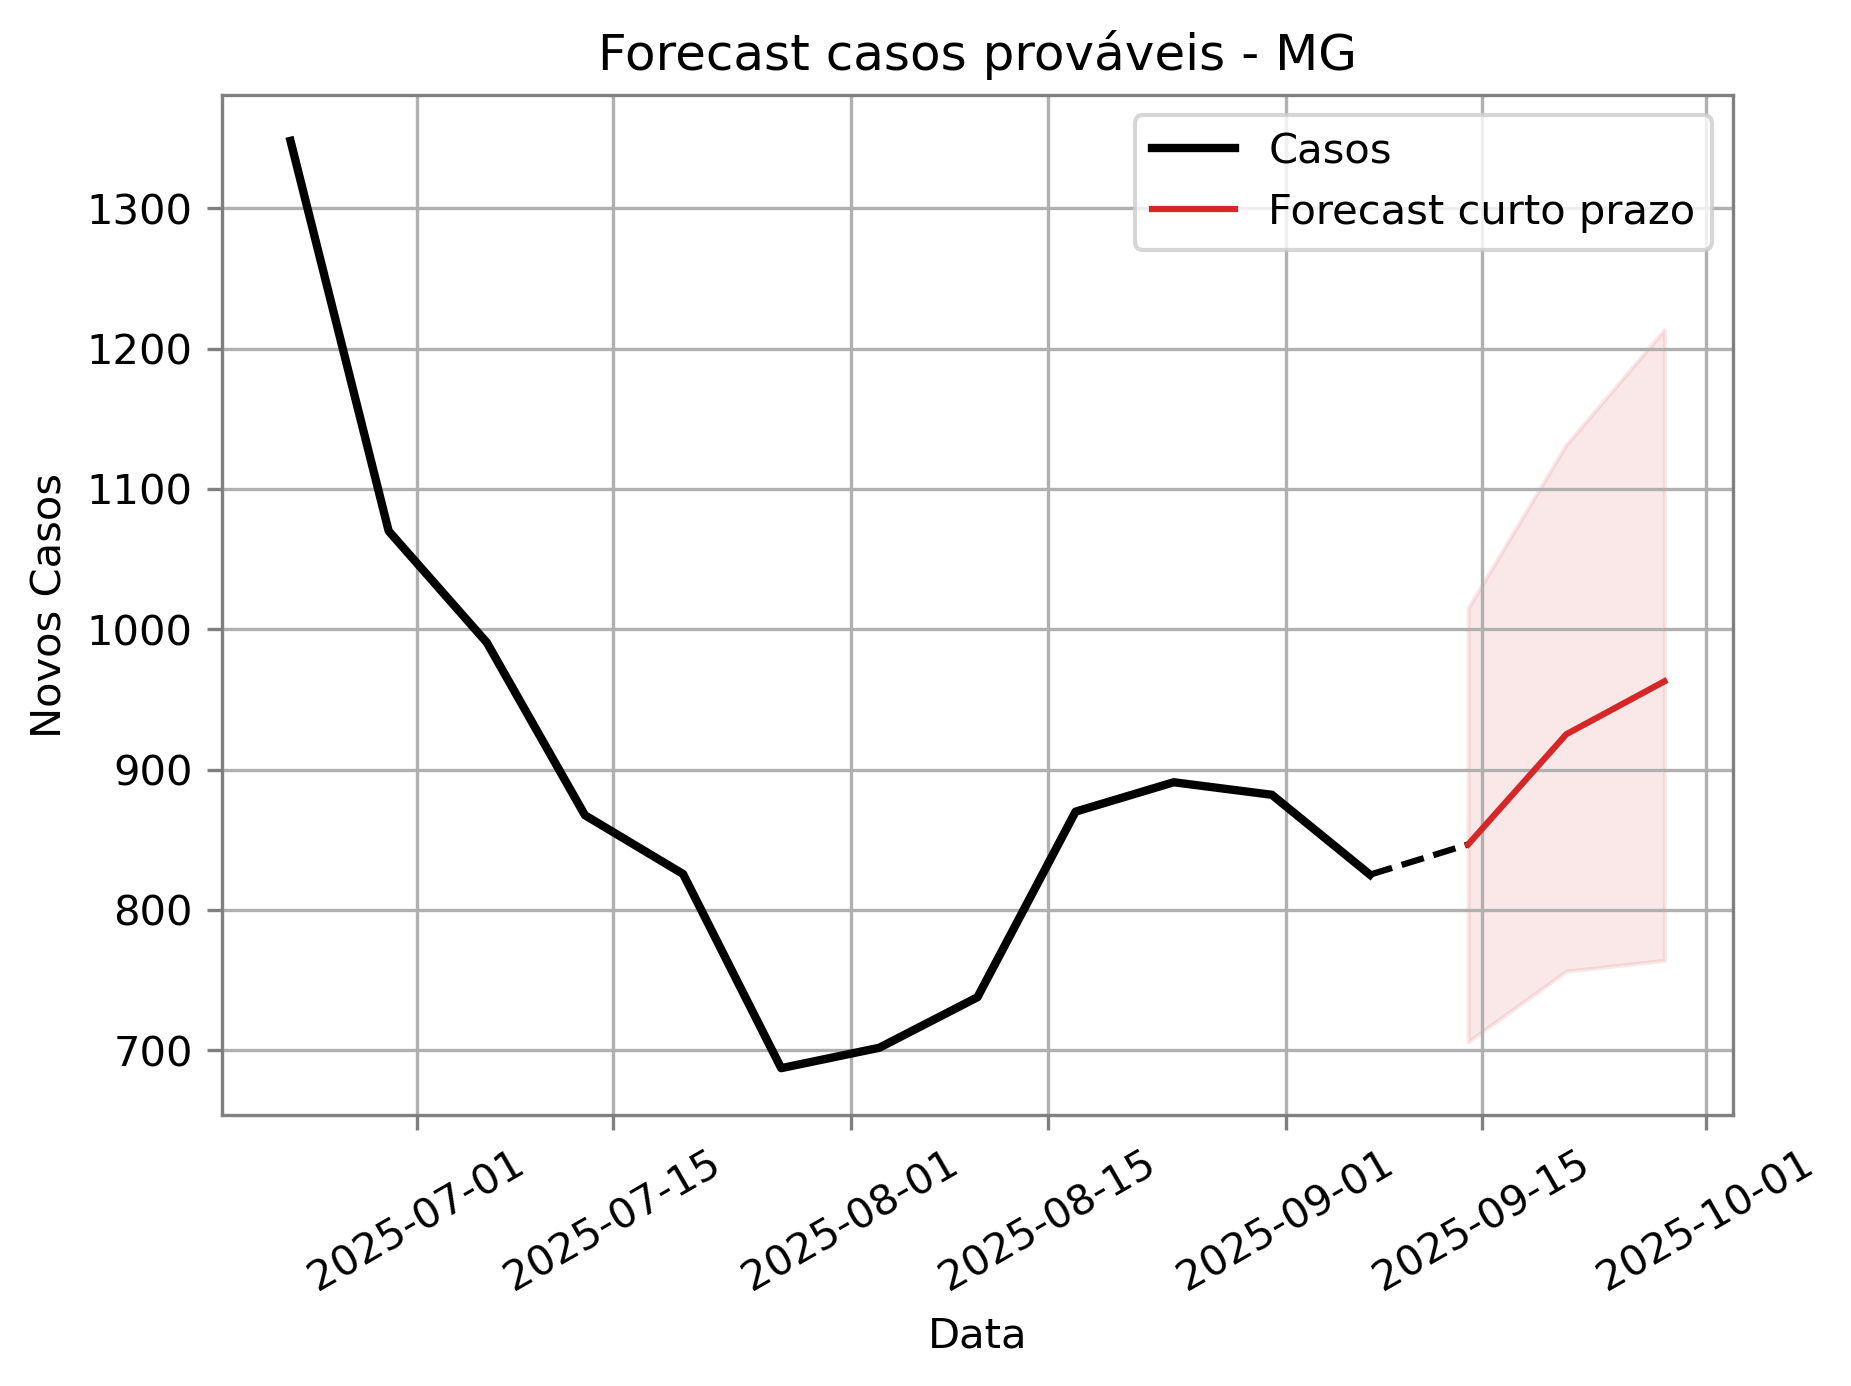 Forecast casos prováveis - MG
Casos
Forecast curto prazo
Novos Casos
1300
1200
1100
1000
900
800
700
2025-07-01
2025-07-15
2025-08-01
2025-08-15
2025-09-01
2025-09-15
2025-10-01
Data